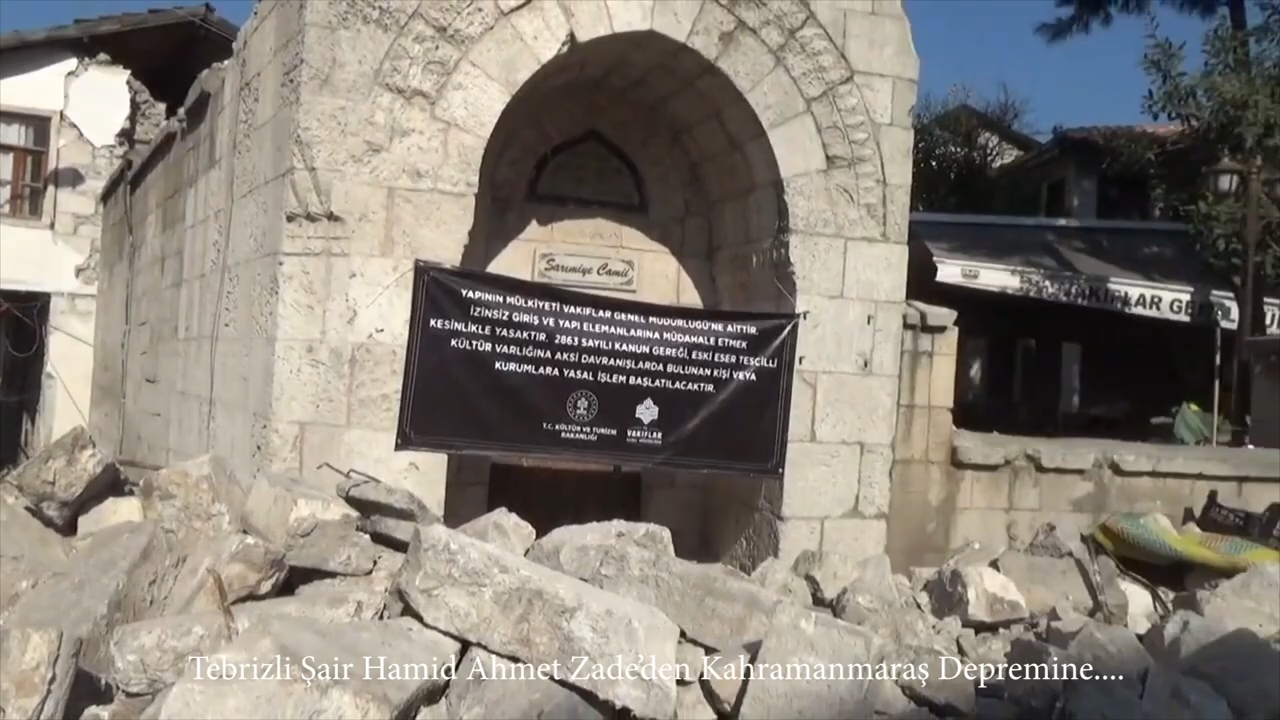 Sarımiye Camii
YAPININ MÜLKİYETİ VAKIFLAR GENEL MÜDÜRLÜĞÜ'NE AİTTİR.
İZİNSİZ GİRİŞ VE YAPI ELEMANLARINA MÜDAHALE ETMEK
KESİNLİKLE YASAKTIR. 2863 SAYILI KANUN GEREĞİ, ESKİ ESER TESCİLLİ
KÜLTÜR VARLIĞINA AKSİ DAVRANIŞLARDA BULUNAN KİŞİ VEYA
KURUMLARA YASAL İŞLEM BAŞLATILACAKTIR.
T.C. KÜLTÜR VE TURİZM
BAKANLIĞI
VAKIFLAR
GENEL MÜDÜRLÜĞÜ
VAKIFLAR GENEL
Tebrizli Şair Hamid Ahmet Zade'den Kahramanmaraş Depremine....